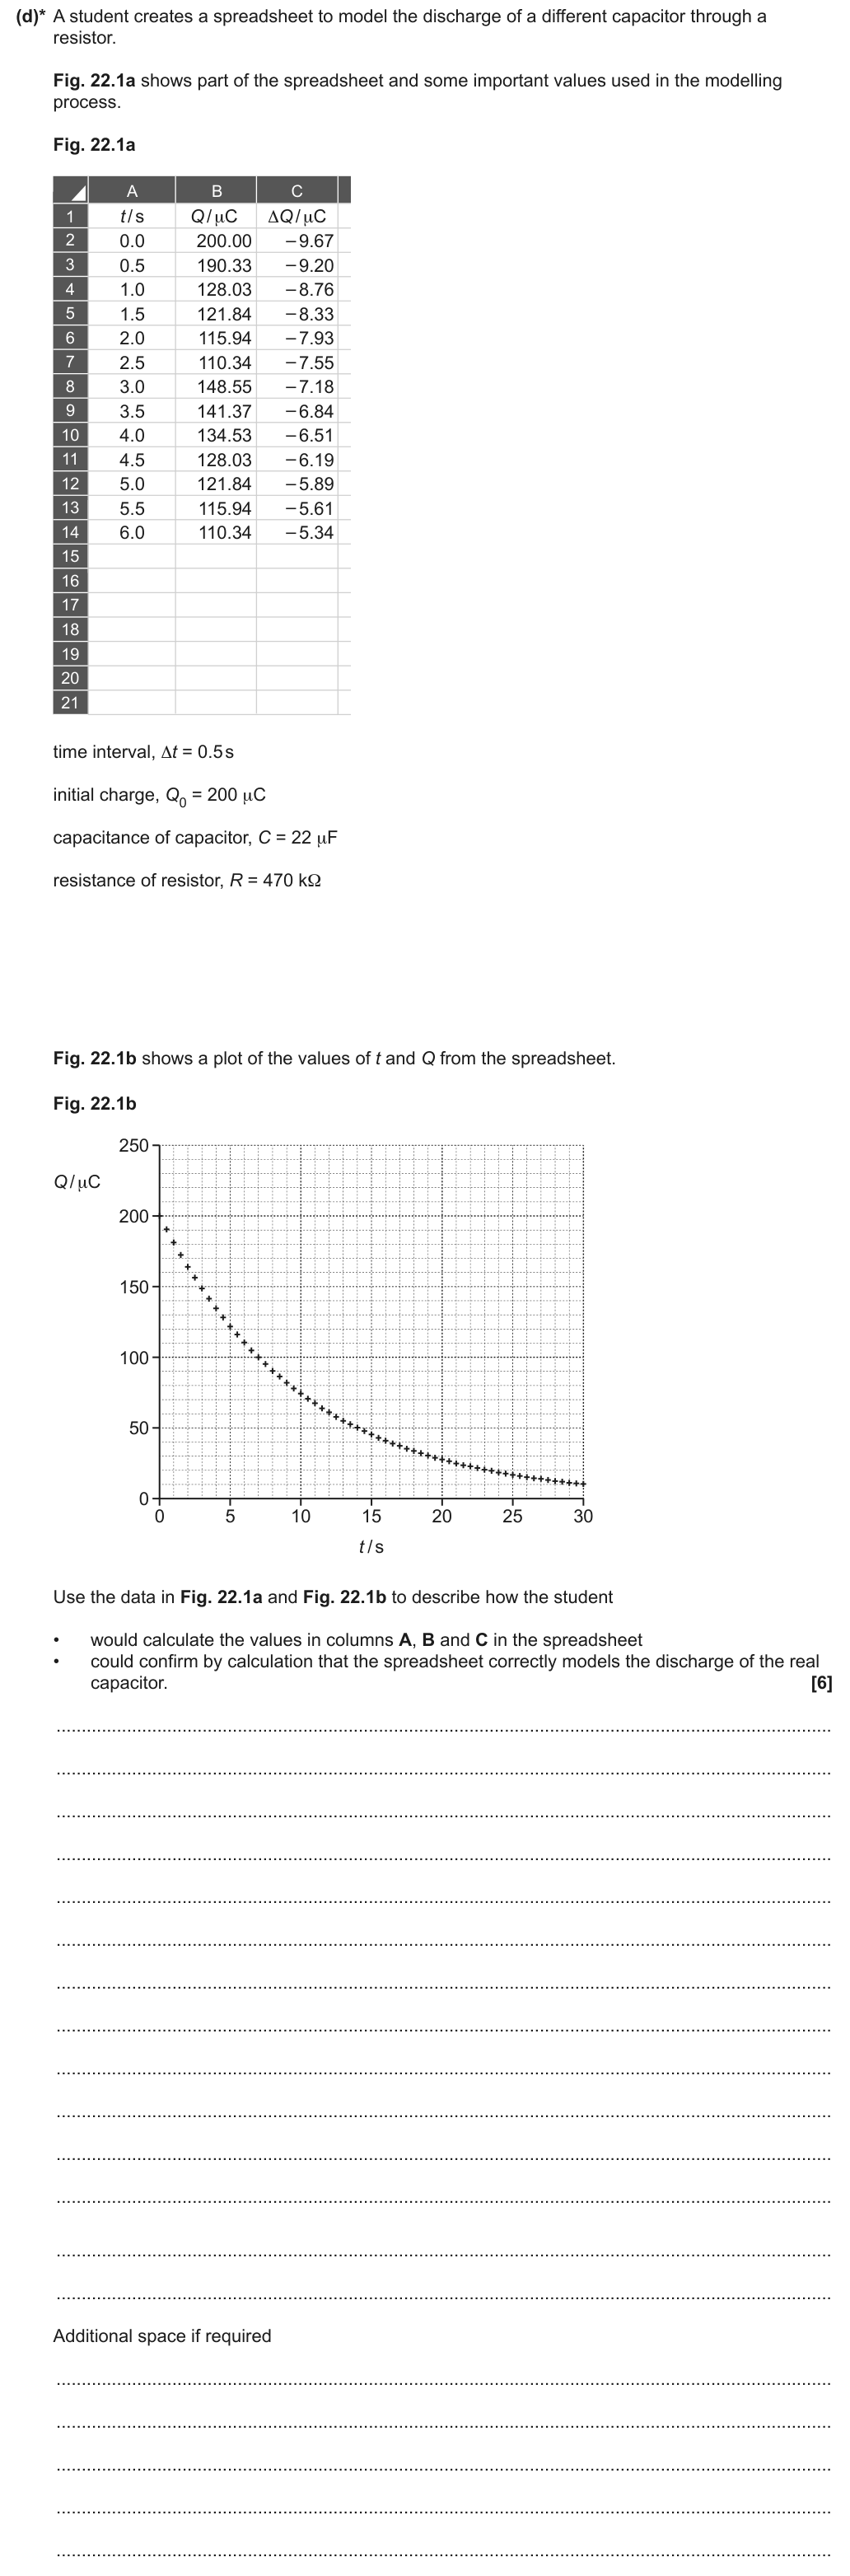 (d)* A student creates a spreadsheet to model the discharge of a different capacitor through a
resistor.
Fig. 22.1a shows part of the spreadsheet and some important values used in the modelling
process.
Fig. 22.1a
A B C
1 t/s Q/μC ΔQ/μC
2 0.0 200.00 −9.67
3 0.5 190.33 −9.20
4 1.0 128.03 −8.76
5 1.5 121.84 −8.33
6 2.0 115.94 −7.93
7 2.5 110.34 −7.55
8 3.0 148.55 −7.18
9 3.5 141.37 −6.84
10 4.0 134.53 −6.51
11 4.5 128.03 −6.19
12 5.0 121.84 −5.89
13 5.5 115.94 −5.61
14 6.0 110.34 −5.34
15
16
17
18
19
20
21
time interval, Δt = 0.5 s
initial charge, Q₀ = 200 μC
capacitance of capacitor, C = 22 μF
resistance of resistor, R = 470 kΩ
Fig. 22.1b shows a plot of the values of t and Q from the spreadsheet.
Fig. 22.1b
250
Q/μC
200
150
100
50
0
0 5 10 15 20 25 30
t/s
Use the data in Fig. 22.1a and Fig. 22.1b to describe how the student
• would calculate the values in columns A, B and C in the spreadsheet
• could confirm by calculation that the spreadsheet correctly models the discharge of the real
capacitor. [6]
Additional space if required